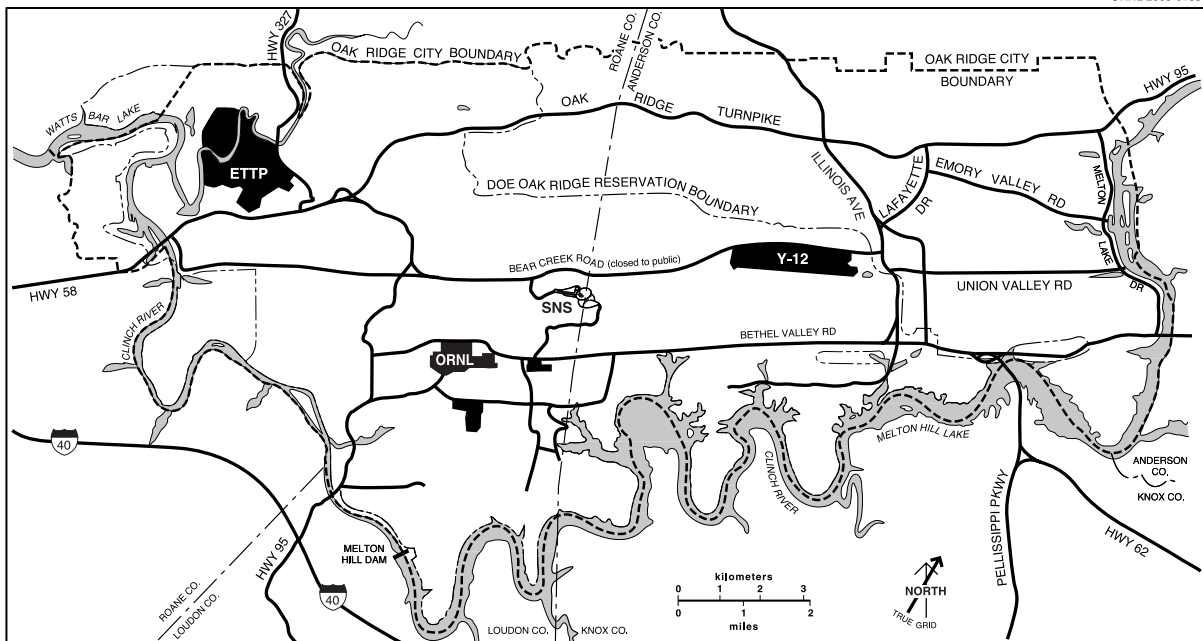 HWY 327
OAK RIDGE CITY BOUNDARY
ROANE CO.
ANDERSON CO.
OAK RIDGE CITY
BOUNDARY
HWY 95
WATTS BAR LAKE
OAK RIDGE TURNPIKE
ETTP
ILLINOIS AVE
LAFAYETTE DR
EMORY VALLEY RD
MELTON LAKE DR
DOE OAK RIDGE RESERVATION BOUNDARY
BEAR CREEK ROAD (closed to public)
Y-12
HWY 58
SNS
UNION VALLEY RD
CLINCH RIVER
BETHEL VALLEY RD
ORNL
40
MELTON HILL LAKE
CLINCH RIVER
ANDERSON CO.
KNOX CO.
PELLISSIPPI PKWY
HWY 62
HWY 95
MELTON
HILL DAM
ROANE CO.
LOUDON CO.
40
LOUDON CO.
KNOX CO.
kilometers
0 1 2 3
0 1 2
miles
NORTH
TRUE GRID